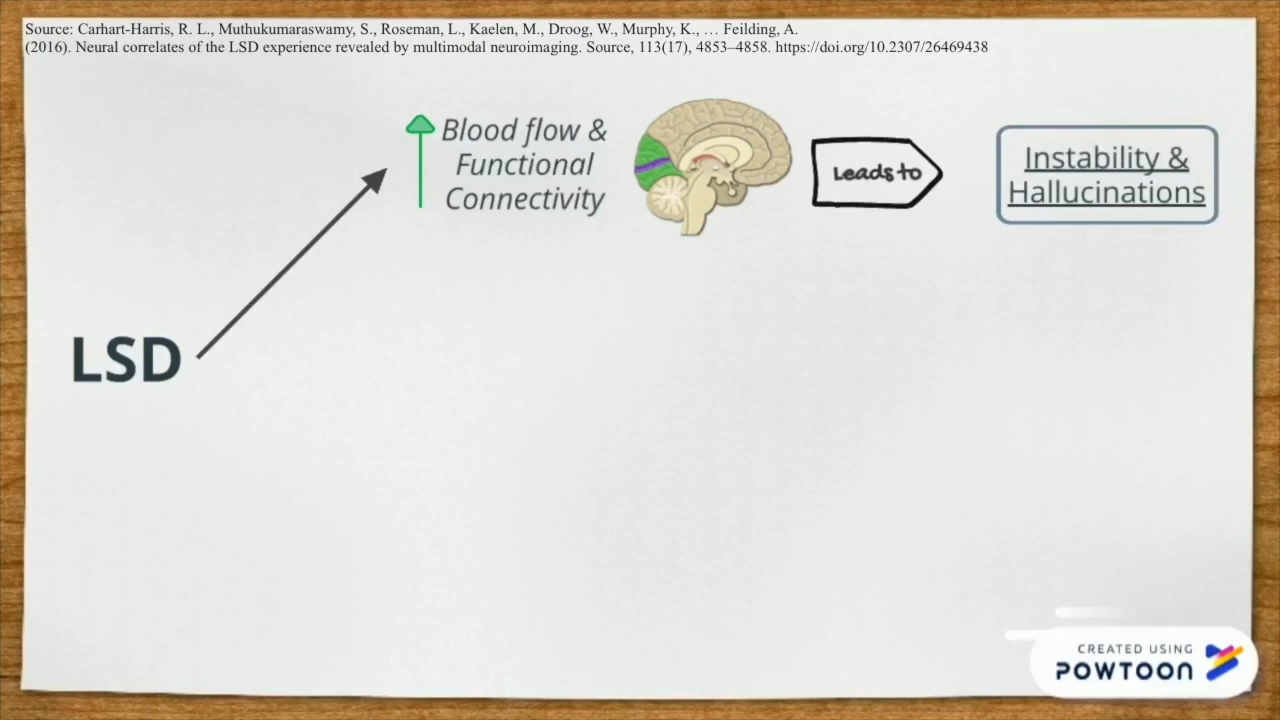 Source: Carhart-Harris, R. L., Muthukumaraswamy, S., Roseman, L., Kaelen, M., Droog, W., Murphy, K., … Feilding, A.
(2016). Neural correlates of the LSD experience revealed by multimodal neuroimaging. Source, 113(17), 4853–4858. https://doi.org/10.2307/26469438
Blood flow &
Functional
Connectivity
Leads to
Instability &
Hallucinations
LSD
CREATED USING
POWTOON